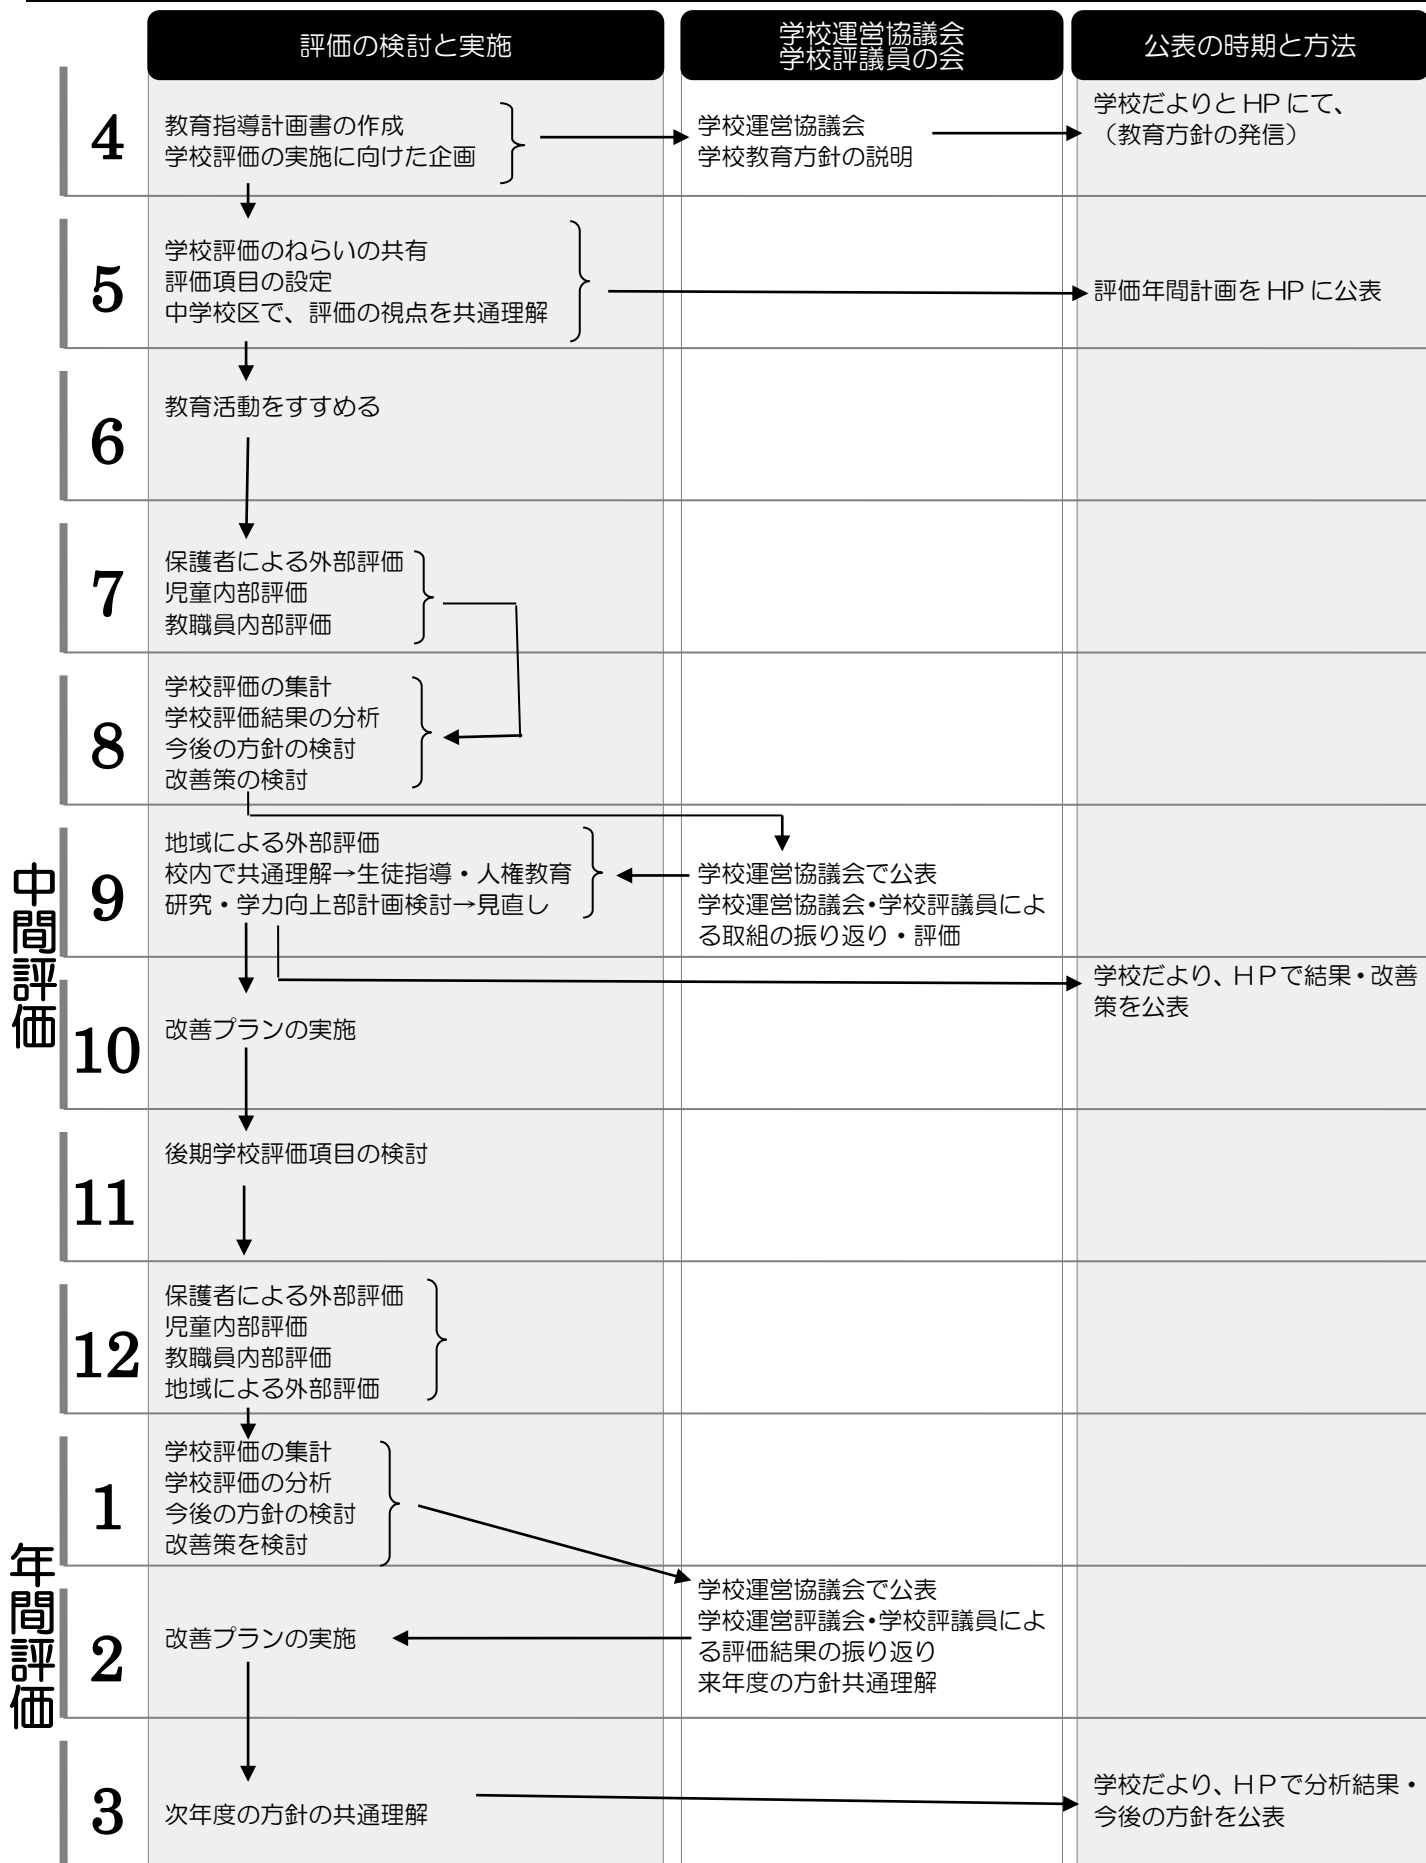 評価の検討と実施
学校運営協議会
学校評議員の会
公表の時期と方法
4
教育指導計画書の作成
学校評価の実施に向けた企画
学校運営協議会
学校教育方針の説明
学校だよりと HP にて、
（教育方針の発信）
5
学校評価のねらいの共有
評価項目の設定
中学校区で、評価の視点を共通理解
評価年間計画を HP に公表
6
教育活動をすすめる
7
保護者による外部評価
児童内部評価
教職員内部評価
8
学校評価の集計
学校評価結果の分析
今後の方針の検討
改善策の検討
中間評価
9
地域による外部評価
校内で共通理解→生徒指導・人権教育
研究・学力向上部計画検討→見直し
学校運営協議会で公表
学校運営協議会・学校評議員によ
る取組の振り返り・評価
10
改善プランの実施
学校だより、ＨＰで結果・改善
策を公表
11
後期学校評価項目の検討
12
保護者による外部評価
児童内部評価
教職員内部評価
地域による外部評価
年間評価
1
学校評価の集計
学校評価の分析
今後の方針の検討
改善策を検討
2
改善プランの実施
学校運営協議会で公表
学校運営評議会・学校評議員によ
る評価結果の振り返り
来年度の方針共通理解
3
次年度の方針の共通理解
学校だより、ＨＰで分析結果・
今後の方針を公表